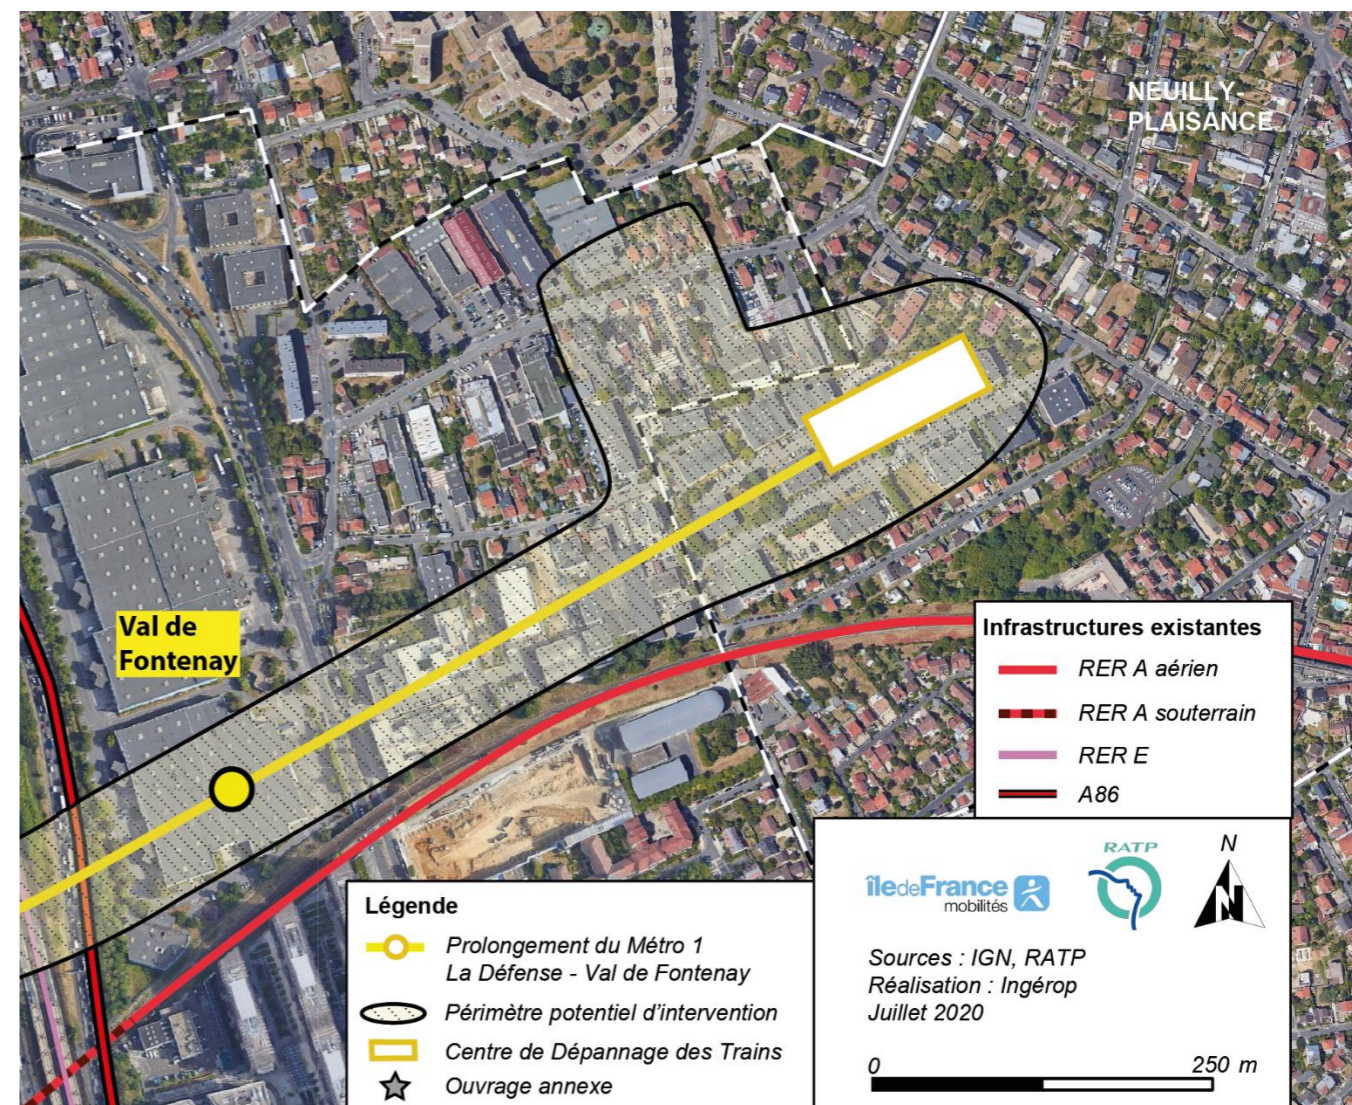 NEUILLY-
PLAISANCE
Val de
Fontenay
Infrastructures existantes
RER A aérien
RER A souterrain
RER E
A86
Légende
Prolongement du Métro 1
La Défense - Val de Fontenay
Périmètre potentiel d'intervention
Centre de Dépannage des Trains
Ouvrage annexe
îledeFrance
mobilités
RATP
N
N
Sources : IGN, RATP
Réalisation : Ingérop
Juillet 2020
0 250 m